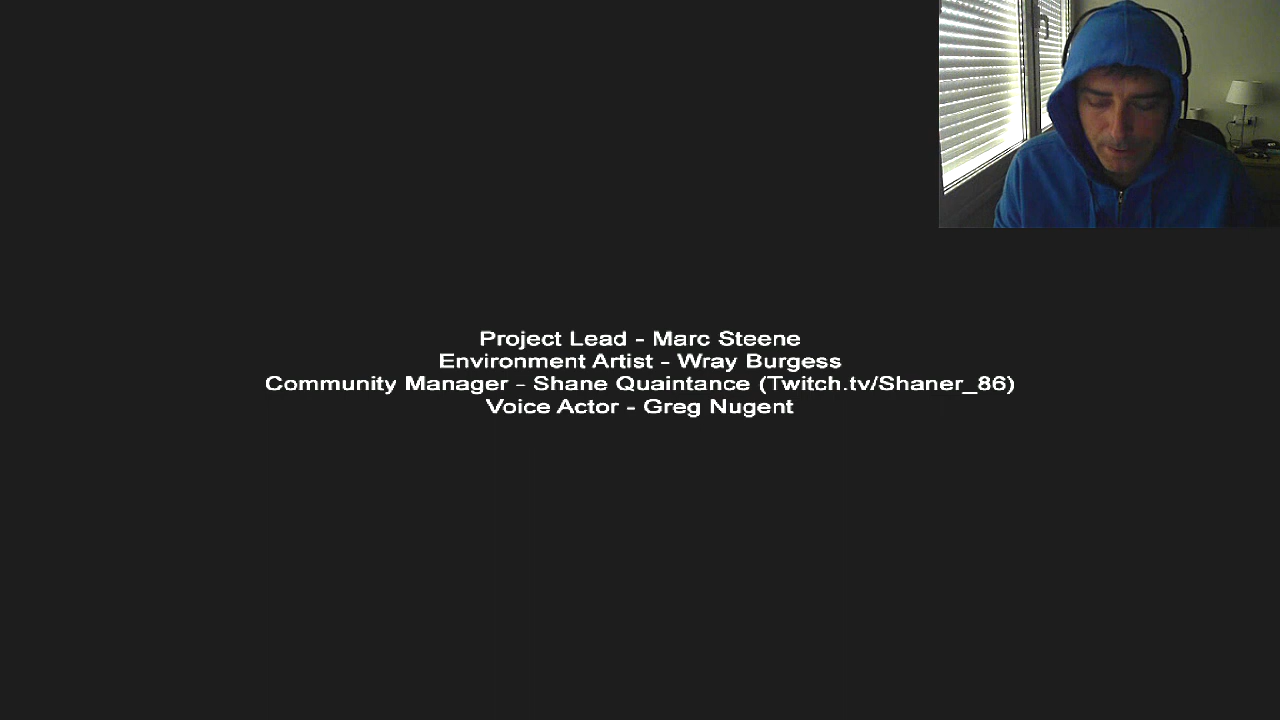 Project Lead - Marc Steene
Environment Artist - Wray Burgess
Community Manager - Shane Quaintance (Twitch.tv/Shaner_86)
Voice Actor - Greg Nugent